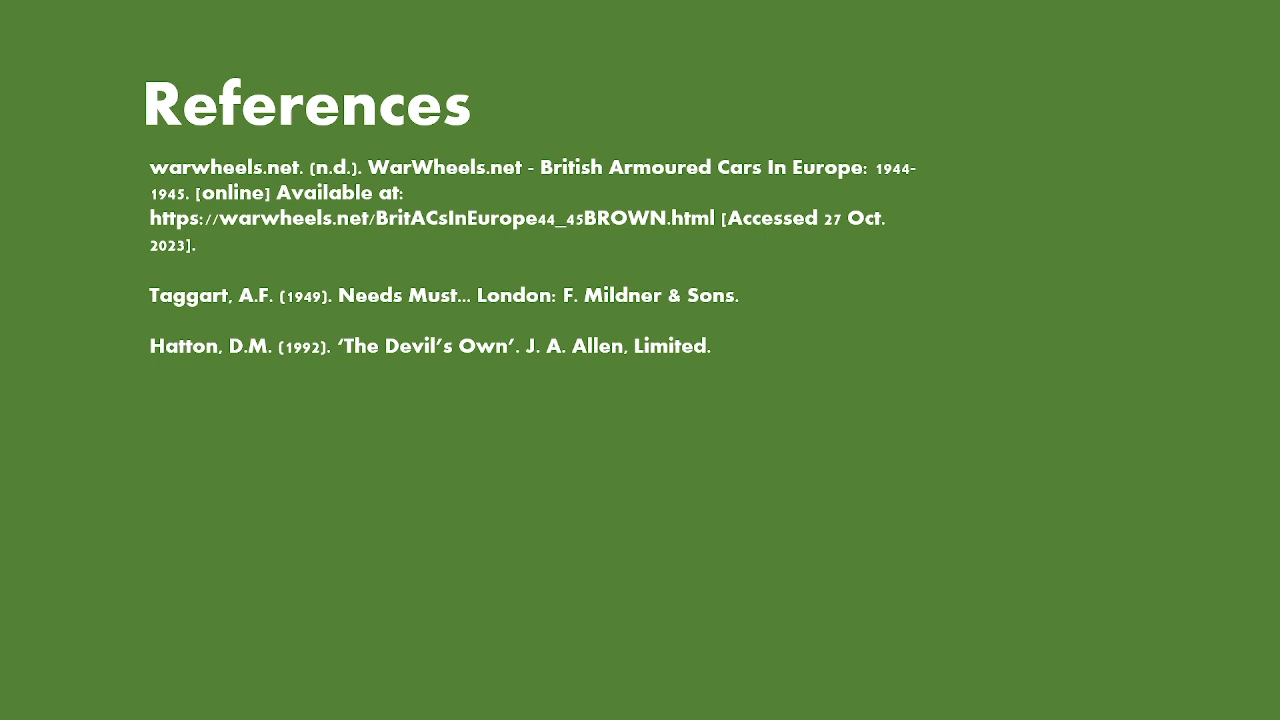 References
warwheels.net. (n.d.). WarWheels.net - British Armoured Cars In Europe: 1944-
1945. [online] Available at:
https://warwheels.net/BritACsInEurope44_45BROWN.html [Accessed 27 Oct.
2023].
Taggart, A.F. (1949). Needs Must... London: F. Mildner & Sons.
Hatton, D.M. (1992). ‘The Devil’s Own’. J. A. Allen, Limited.